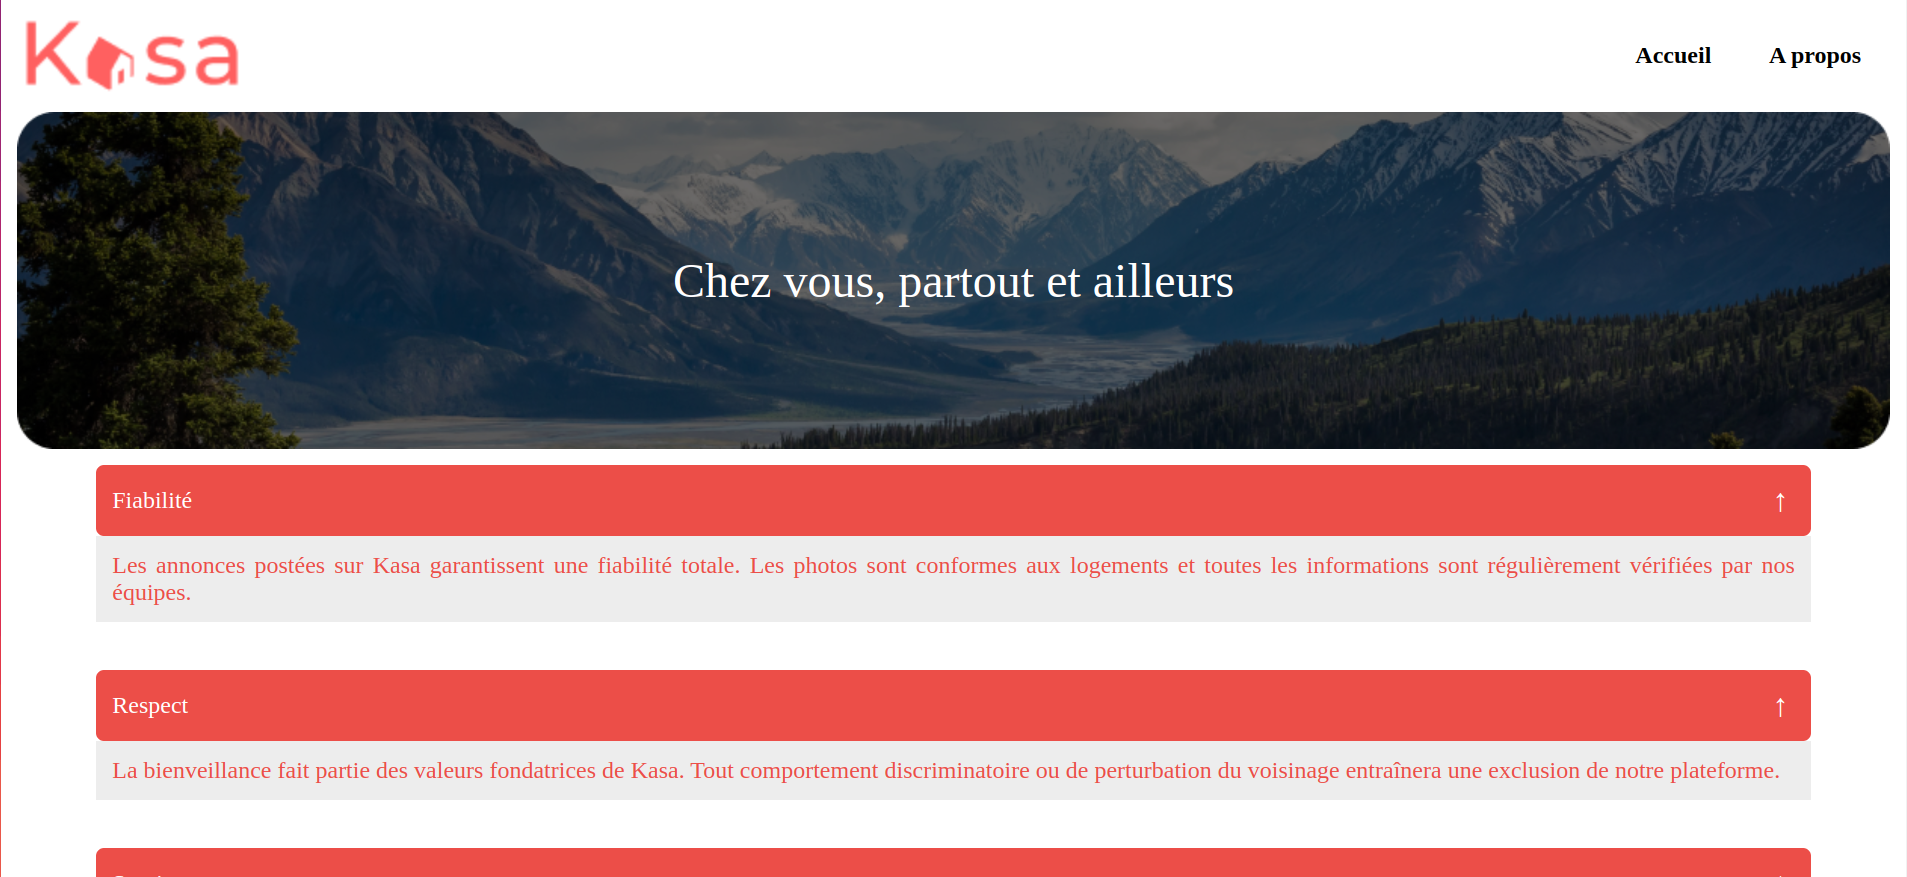 Kasa
Accueil A propos
Chez vous, partout et ailleurs
Fiabilité ↑
Les annonces postées sur Kasa garantissent une fiabilité totale. Les photos sont conformes aux logements et toutes les informations sont régulièrement vérifiées par nos
équipes.
Respect ↑
La bienveillance fait partie des valeurs fondatrices de Kasa. Tout comportement discriminatoire ou de perturbation du voisinage entraînera une exclusion de notre plateforme.